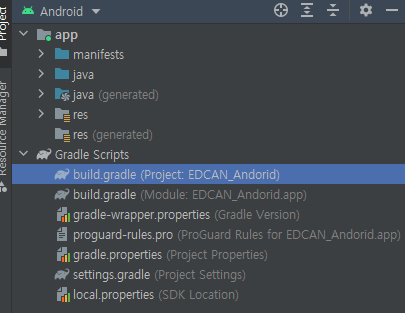 Project
Resource Manager
Android
app
manifests
java
java (generated)
res
res (generated)
Gradle Scripts
build.gradle (Project: EDCAN_Andorid)
build.gradle (Module: EDCAN_Andorid.app)
gradle-wrapper.properties (Gradle Version)
proguard-rules.pro (ProGuard Rules for EDCAN_Andorid.app)
gradle.properties (Project Properties)
settings.gradle (Project Settings)
local.properties (SDK Location)